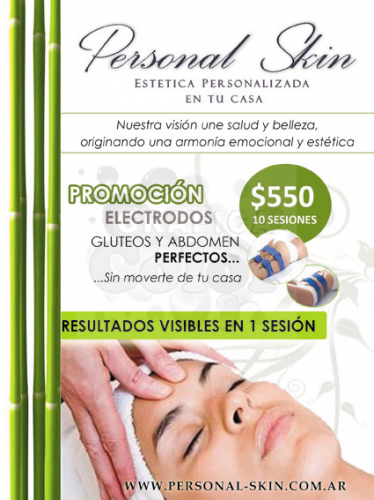 Personal Skin
ESTETICA PERSONALIZADA
EN TU CASA
Nuestra visión une salud y belleza,
originando una armonía emocional y estética
PROMOCIÓN
ELECTRODOS
$550
10 SESIONES
GLUTEOS Y ABDOMEN
PERFECTOS...
...Sin moverte de tu casa
RESULTADOS VISIBLES EN 1 SESIÓN
WWW.PERSONAL-SKIN.COM.AR